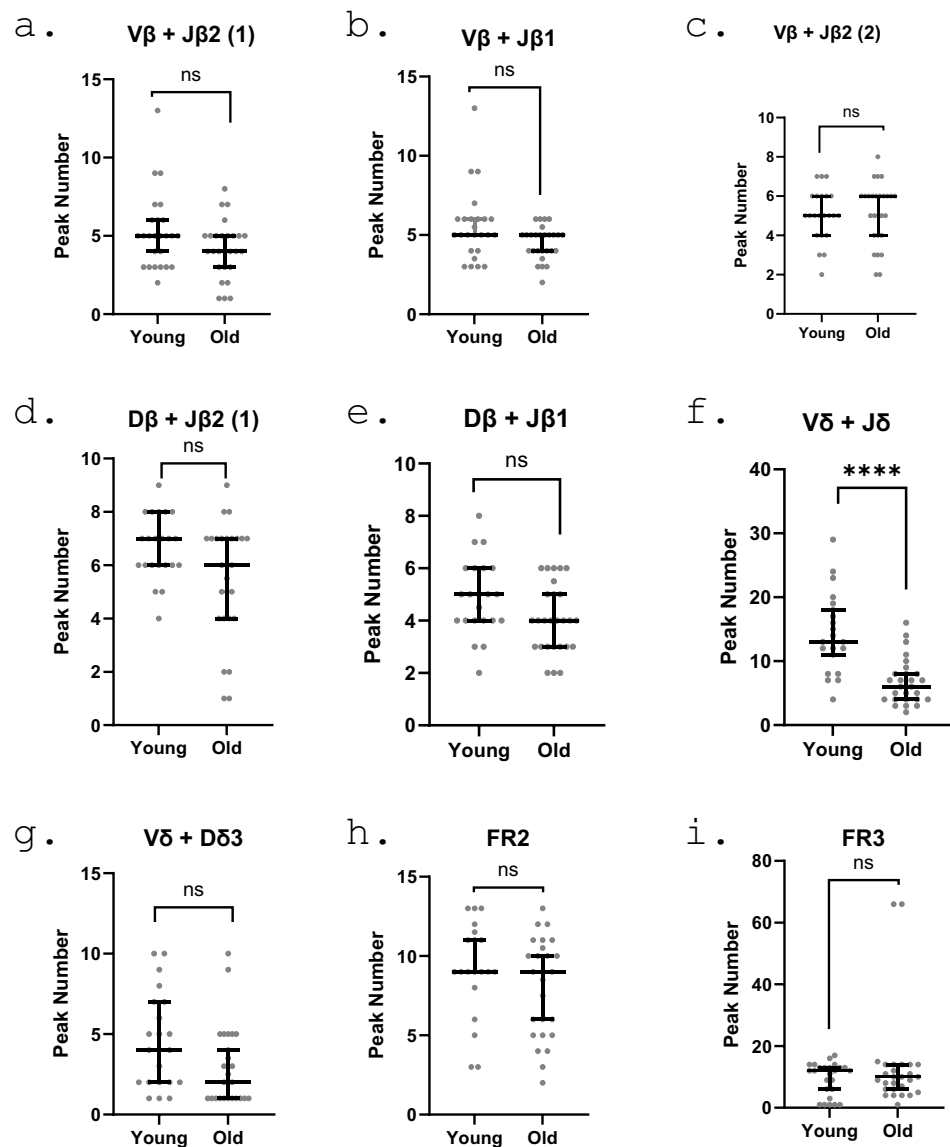 a.
Vβ + Jβ2 (1)
ns
15
10
5
0
Peak Number
Young
Old
b.
Vβ + Jβ1
ns
15
10
5
0
Peak Number
Young
Old
c.
Vβ + Jβ2 (2)
ns
10
8
6
4
2
0
Peak Number
Young
Old
d.
Dβ + Jβ2 (1)
ns
10
8
6
4
2
0
Peak Number
Young
Old
e.
Dβ + Jβ1
ns
10
8
6
4
2
0
Peak Number
Young
Old
f.
Vδ + Jδ
****
40
30
20
10
0
Peak Number
Young
Old
g.
Vδ + Dδ3
ns
15
10
5
0
Peak Number
Young
Old
h.
FR2
ns
15
10
5
0
Peak Number
Young
Old
i.
FR3
ns
80
60
40
20
0
Peak Number
Young
Old